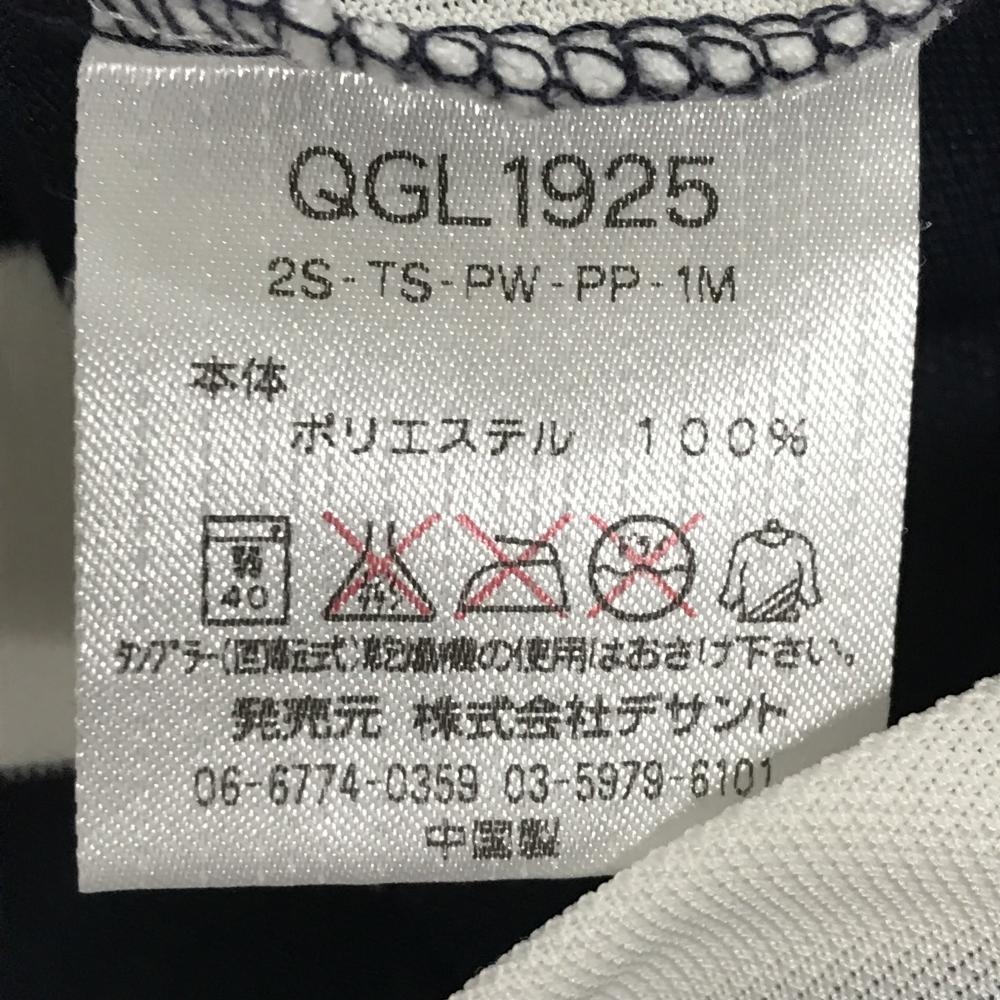 QGL1925
2S-TS-PW-PP-1M
本体
ポリエステル 100%
弱
40
タンブラー(回転式)乾燥機の使用はおさけ下さい。
発売元 株式会社デサント
06-6774-0359 03-5979-6101
中国製